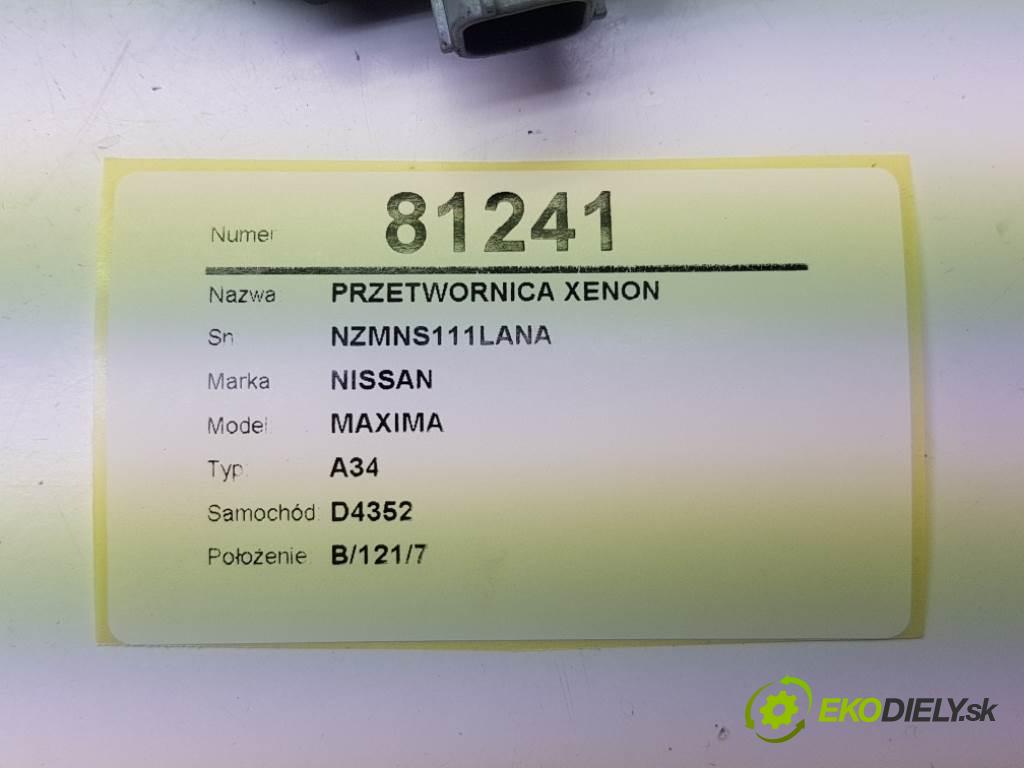 Numer 81241
Nazwa PRZETWORNICA XENON
Sn NZMNS111LANA
Marka NISSAN
Model MAXIMA
Typ: A34
Samochód: D4352
Położenie B/121/7
EKODIELY.sk